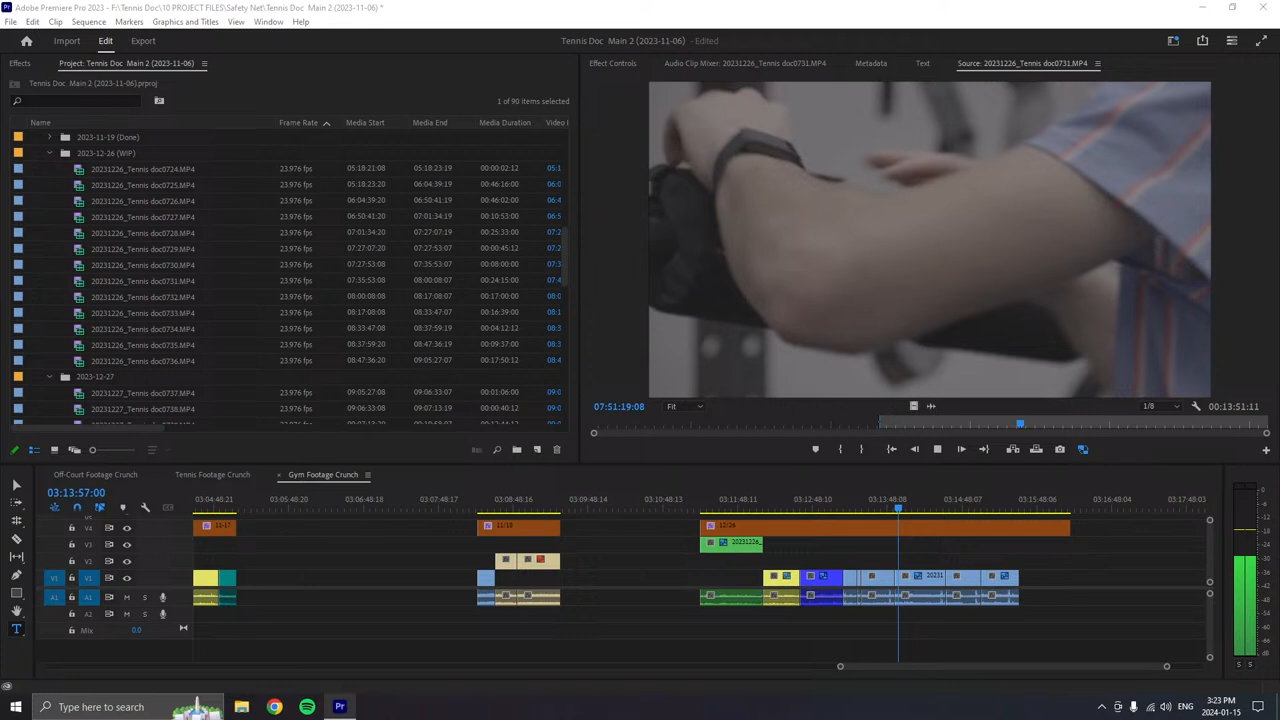 Adobe Premiere Pro 2023 - F:\Tennis Doc\10 PROJECT FILES\Safety Net\Tennis Doc  Main 2 (2023-11-06) *
File Edit Clip Sequence Markers Graphics and Titles View Window Help
Import Edit Export Tennis Doc  Main 2 (2023-11-06) - Edited
Effects Project: Tennis Doc  Main 2 (2023-11-06) Effect Controls Audio Clip Mixer: 20231226_Tennis doc0731.MP4 Metadata Text Source: 20231226_Tennis doc0731.MP4
Tennis Doc  Main 2 (2023-11-06).prproj
1 of 90 items selected
Name Frame Rate Media Start Media End Media Duration Video I
2023-11-19 (Done)
2023-12-26 (WIP)
20231226_Tennis doc0724.MP4 23.976 fps 05:18:21:08 05:18:23:19 00:00:02:12 05:1
20231226_Tennis doc0725.MP4 23.976 fps 05:18:23:20 06:04:39:19 00:46:16:00 06:0
20231226_Tennis doc0726.MP4 23.976 fps 06:04:39:20 06:50:41:19 00:46:02:00 06:4
20231226_Tennis doc0727.MP4 23.976 fps 06:50:41:20 07:01:34:19 00:10:53:00 06:5
20231226_Tennis doc0728.MP4 23.976 fps 07:01:34:20 07:27:07:19 00:25:33:00 07:2
20231226_Tennis doc0729.MP4 23.976 fps 07:27:07:20 07:27:53:07 00:00:45:12 07:2
20231226_Tennis doc0730.MP4 23.976 fps 07:27:53:08 07:35:53:07 00:08:00:00 07:3
20231226_Tennis doc0731.MP4 23.976 fps 07:35:53:08 08:00:08:07 00:24:15:00 07:4
20231226_Tennis doc0732.MP4 23.976 fps 08:00:08:08 08:17:08:07 00:17:00:00 08:1
20231226_Tennis doc0733.MP4 23.976 fps 08:17:08:08 08:33:47:07 00:16:39:00 08:3
20231226_Tennis doc0734.MP4 23.976 fps 08:33:47:08 08:37:59:19 00:04:12:12 08:3
20231226_Tennis doc0735.MP4 23.976 fps 08:37:59:20 08:47:36:19 00:09:37:00 08:4
20231226_Tennis doc0736.MP4 23.976 fps 08:47:36:20 09:05:27:07 00:17:50:12 08:4
2023-12-27
20231227_Tennis doc0737.MP4 23.976 fps 09:05:27:08 09:06:33:07 00:01:06:00 09:0
20231227_Tennis doc0738.MP4 23.976 fps 09:06:33:08 09:07:13:19 00:00:40:12 09:0
07:51:19:08 Fit 1/8 00:13:51:11
Off-Court Footage Crunch Tennis Footage Crunch × Gym Footage Crunch
03:13:57:00
03:04:48:21 03:05:48:20 03:06:48:18 03:07:48:17 03:08:48:16 03:09:48:14 03:10:48:13 03:11:48:11 03:12:48:10 03:13:48:08 03:14:48:07 03:15:48:06 03:16:48:04 03:17:48:03
V4 11-17 11/18 12/26
V3 20231226_
V2
V1 V1 20231
A1 A1 M S
A2 M S
Mix 0.0
0
-6
-12
-18
-24
-30
-36
-42
-48
-54
dB
S S
Type here to search
3:23 PM
2024-01-15